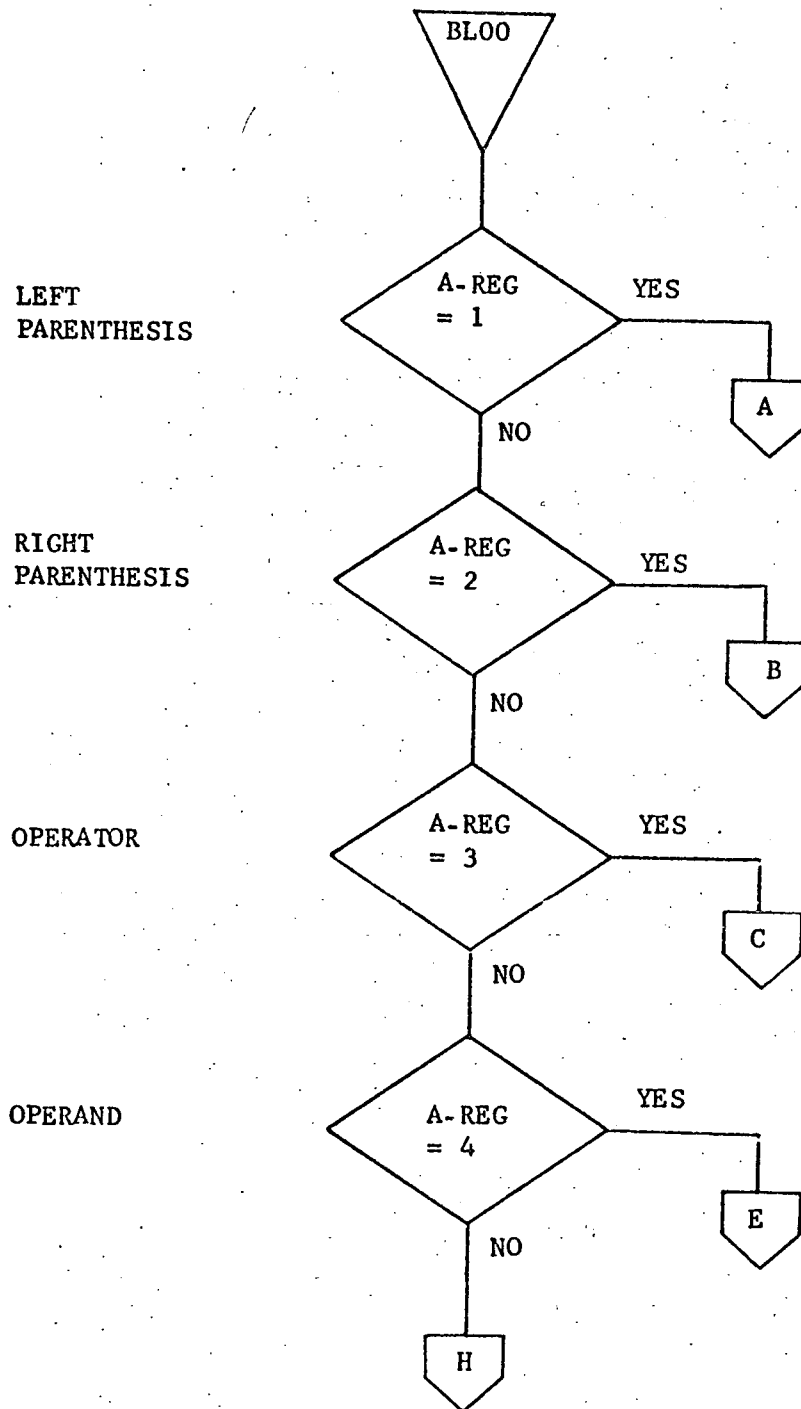 BLOO
LEFT
PARENTHESIS
A-REG
= 1
YES
A
NO
RIGHT
PARENTHESIS
A-REG
= 2
YES
B
NO
OPERATOR
A-REG
= 3
YES
C
NO
OPERAND
A-REG
= 4
YES
E
NO
H